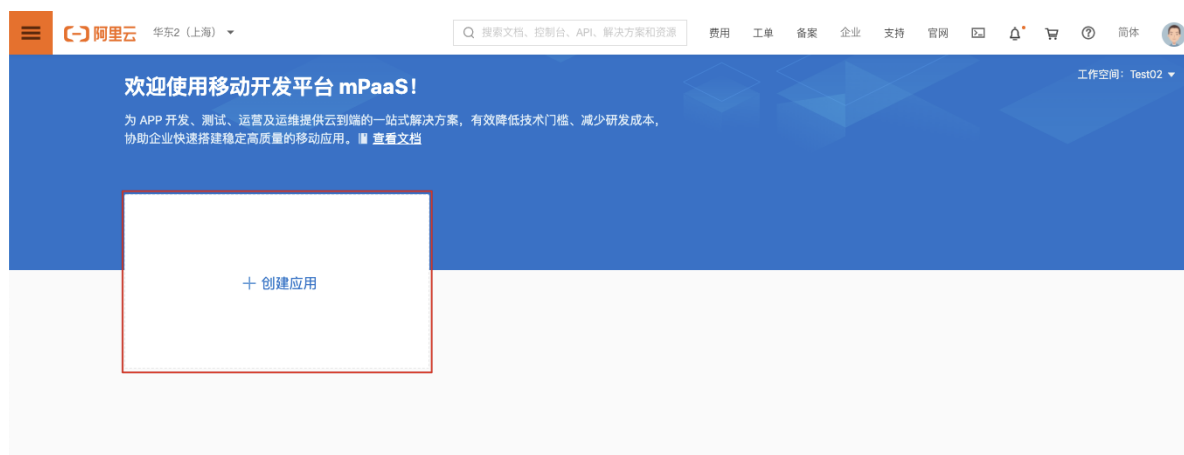 阿里云 华东2（上海） 搜索文档、控制台、API、解决方案和资源 费用 工单 备案 企业 支持 官网 简体
工作空间：Test02
欢迎使用移动开发平台 mPaaS！
为 APP 开发、测试、运营及运维提供云到端的一站式解决方案，有效降低技术门槛、减少研发成本，
协助企业快速搭建稳定高质量的移动应用。 查看文档
＋ 创建应用